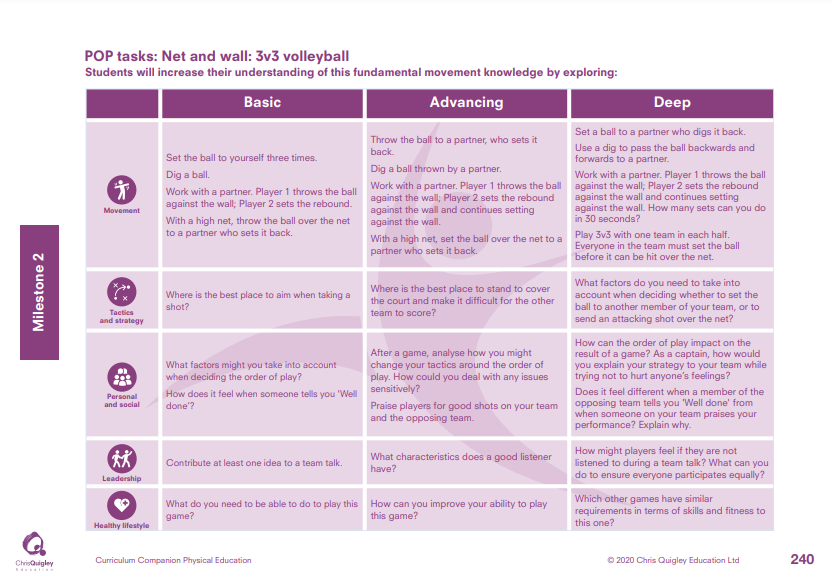 POP tasks: Net and wall: 3v3 volleyball
Students will increase their understanding of this fundamental movement knowledge by exploring:
Basic
Advancing
Deep
Milestone 2
Movement
Set the ball to yourself three times.
Dig a ball.
Work with a partner. Player 1 throws the ball
against the wall; Player 2 sets the rebound.
With a high net, throw the ball over the net
to a partner who sets it back.
Throw the ball to a partner, who sets it
back.
Dig a ball thrown by a partner.
Work with a partner. Player 1 throws the ball
against the wall; Player 2 sets the rebound
against the wall and continues setting
against the wall.
With a high net, set the ball over the net to a
partner who sets it back.
Set a ball to a partner who digs it back.
Use a dig to pass the ball backwards and
forwards to a partner.
Work with a partner. Player 1 throws the ball
against the wall; Player 2 sets the rebound
against the wall and continues setting
against the wall. How many sets can you do
in 30 seconds?
Play 3v3 with one team in each half.
Everyone in the team must set the ball
before it can be hit over the net.
Tactics
and strategy
Where is the best place to aim when taking a
shot?
Where is the best place to stand to cover
the court and make it difficult for the other
team to score?
What factors do you need to take into
account when deciding whether to set the
ball to another member of your team, or to
send an attacking shot over the net?
Personal
and social
What factors might you take into account
when deciding the order of play?
How does it feel when someone tells you 'Well
done'?
After a game, analyse how you might
change your tactics around the order of
play. How could you deal with any issues
sensitively?
Praise players for good shots on your team
and the opposing team.
How can the order of play impact on the
result of a game? As a captain, how would
you explain your strategy to your team while
trying not to hurt anyone's feelings?
Does it feel different when a member of the
opposing team tells you 'Well done' from
when someone on your team praises your
performance? Explain why.
Leadership
Contribute at least one idea to a team talk.
What characteristics does a good listener
have?
How might players feel if they are not
listened to during a team talk? What can you
do to ensure everyone participates equally?
Healthy lifestyle
What do you need to be able to do to play this
game?
How can you improve your ability to play
this game?
Which other games have similar
requirements in terms of skills and fitness to
this one?
ChrisQuigley
Education
Curriculum Companion Physical Education
© 2020 Chris Quigley Education Ltd
240